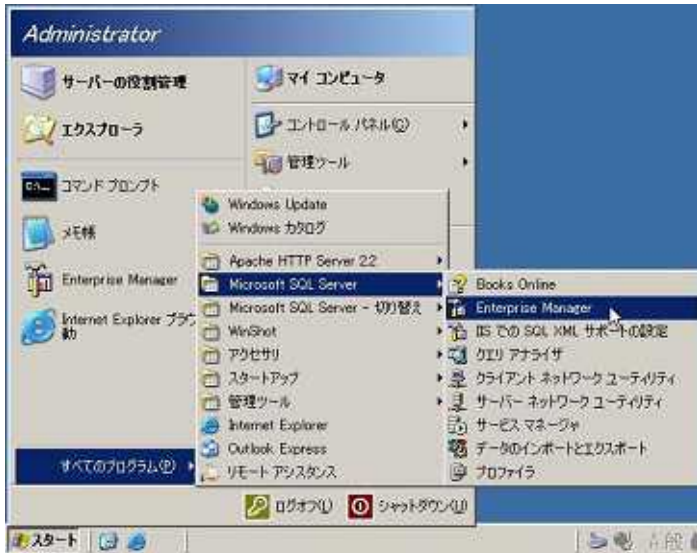 Administrator
サーバーの役割管理
エクスプローラ
コマンド プロンプト
メモ帳
Enterprise Manager
Internet Explorer ブラウ
動
すべてのプログラム(P)
マイ コンピュータ
コントロール パネル(C)
管理ツール
Windows Update
Windows カタログ
Apache HTTP Server 2.2
Microsoft SQL Server
Microsoft SQL Server - 切り替え
WinShot
アクセサリ
スタートアップ
管理ツール
Internet Explorer
Outlook Express
リモート アシスタンス
Books Online
Enterprise Manager
IIS での SQL XML サポートの設定
クエリ アナライザ
クライアント ネットワーク ユーティリティ
サーバー ネットワーク ユーティリティ
サービス マネージャ
データのインポートとエクスポート
プロファイラ
ログオフ(L)
シャットダウン(U)
スタート
A 般